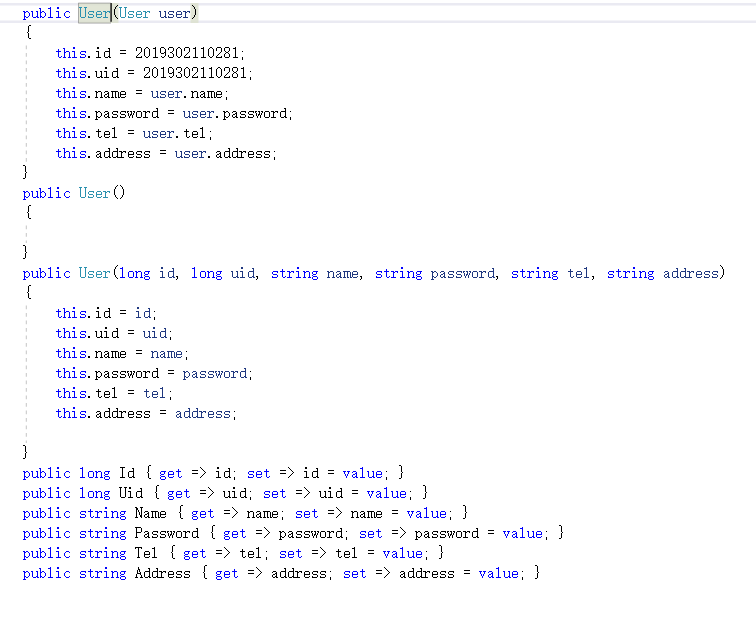 public User(User user)
{
this.id = 2019302110281;
this.uid = 2019302110281;
this.name = user.name;
this.password = user.password;
this.tel = user.tel;
this.address = user.address;
}
public User()
{
}
public User(long id, long uid, string name, string password, string tel, string address)
{
this.id = id;
this.uid = uid;
this.name = name;
this.password = password;
this.tel = tel;
this.address = address;
}
public long Id { get => id; set => id = value; }
public long Uid { get => uid; set => uid = value; }
public string Name { get => name; set => name = value; }
public string Password { get => password; set => password = value; }
public string Tel { get => tel; set => tel = value; }
public string Address { get => address; set => address = value; }